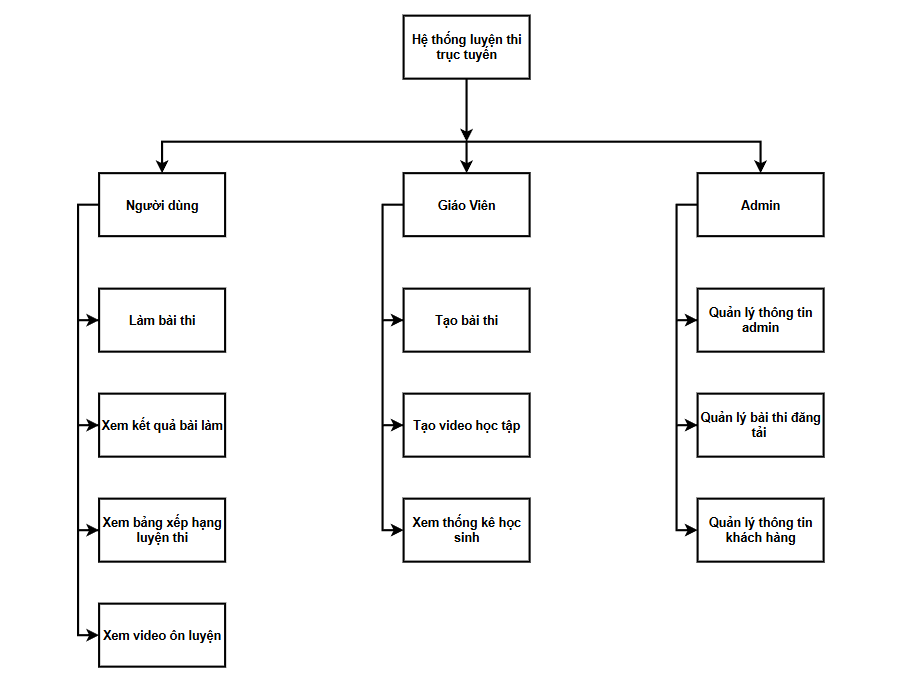 Hệ thống luyện thi
trục tuyến
Người dùng
Giáo Viên
Admin
Làm bài thi
Tạo bài thi
Quản lý thông tin
admin
Xem kết quả bài làm
Tạo video học tập
Quản lý bài thi đăng
tải
Xem bảng xếp hạng
luyện thi
Xem thống kê học
sinh
Quản lý thông tin
khách hàng
Xem video ôn luyện